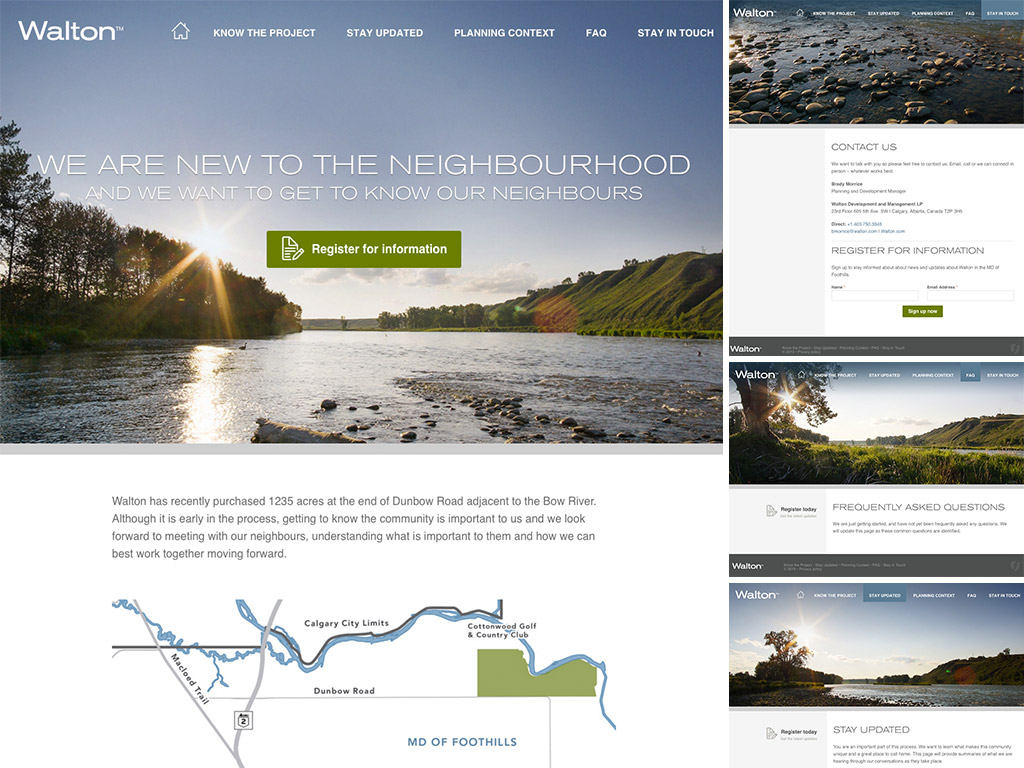 Walton™
KNOW THE PROJECT
STAY UPDATED
PLANNING CONTEXT
FAQ
STAY IN TOUCH
WE ARE NEW TO THE NEIGHBOURHOOD
AND WE WANT TO GET TO KNOW OUR NEIGHBOURS
Register for information
Walton has recently purchased 1235 acres at the end of Dunbow Road adjacent to the Bow River.
Although it is early in the process, getting to know the community is important to us and we look
forward to meeting with our neighbours, understanding what is important to them and how we can
best work together moving forward.
Calgary City Limits
Cottonwood Golf
& Country Club
Macloed Trail
Dunbow Road
2
MD OF FOOTHILLS
Walton
KNOW THE PROJECT
STAY UPDATED
PLANNING CONTEXT
FAQ
STAY IN TOUCH
CONTACT US
We want to talk with you so please feel free to contact us. Email, call or we can connect in
person – whatever works best.
Brady Morrice
Planning and Development Manager
Walton Development and Management LP
23rd Floor 605 5th Ave. SW I Calgary, Alberta, Canada T2P 3H5
Direct:
bmorrice@walton.com I Walton.com
REGISTER FOR INFORMATION
Sign up to stay informed about about news and updates about Walton in the MD of
Foothills.
Name *
Email Address *
Sign up now
Walton
Know the Project - Stay Updated - Planning Context - FAQ - Stay in Touch
Privacy policy
Walton
KNOW THE PROJECT
STAY UPDATED
PLANNING CONTEXT
FAQ
STAY IN TOUCH
Register today
Get the latest updates
FREQUENTLY ASKED QUESTIONS
We are just getting started, and have not yet been frequently asked any questions. We
will update this page as these common questions are identified.
Walton
Know the Project - Stay Updated - Planning Context - FAQ - Stay in Touch
Privacy policy
Walton
KNOW THE PROJECT
STAY UPDATED
PLANNING CONTEXT
FAQ
STAY IN TOUCH
Register today
Get the latest updates
STAY UPDATED
You are an important part of this process. We want to learn what makes this community
unique and a great place to call home. This page will provide summaries of what we are
hearing through our conversations as they take place